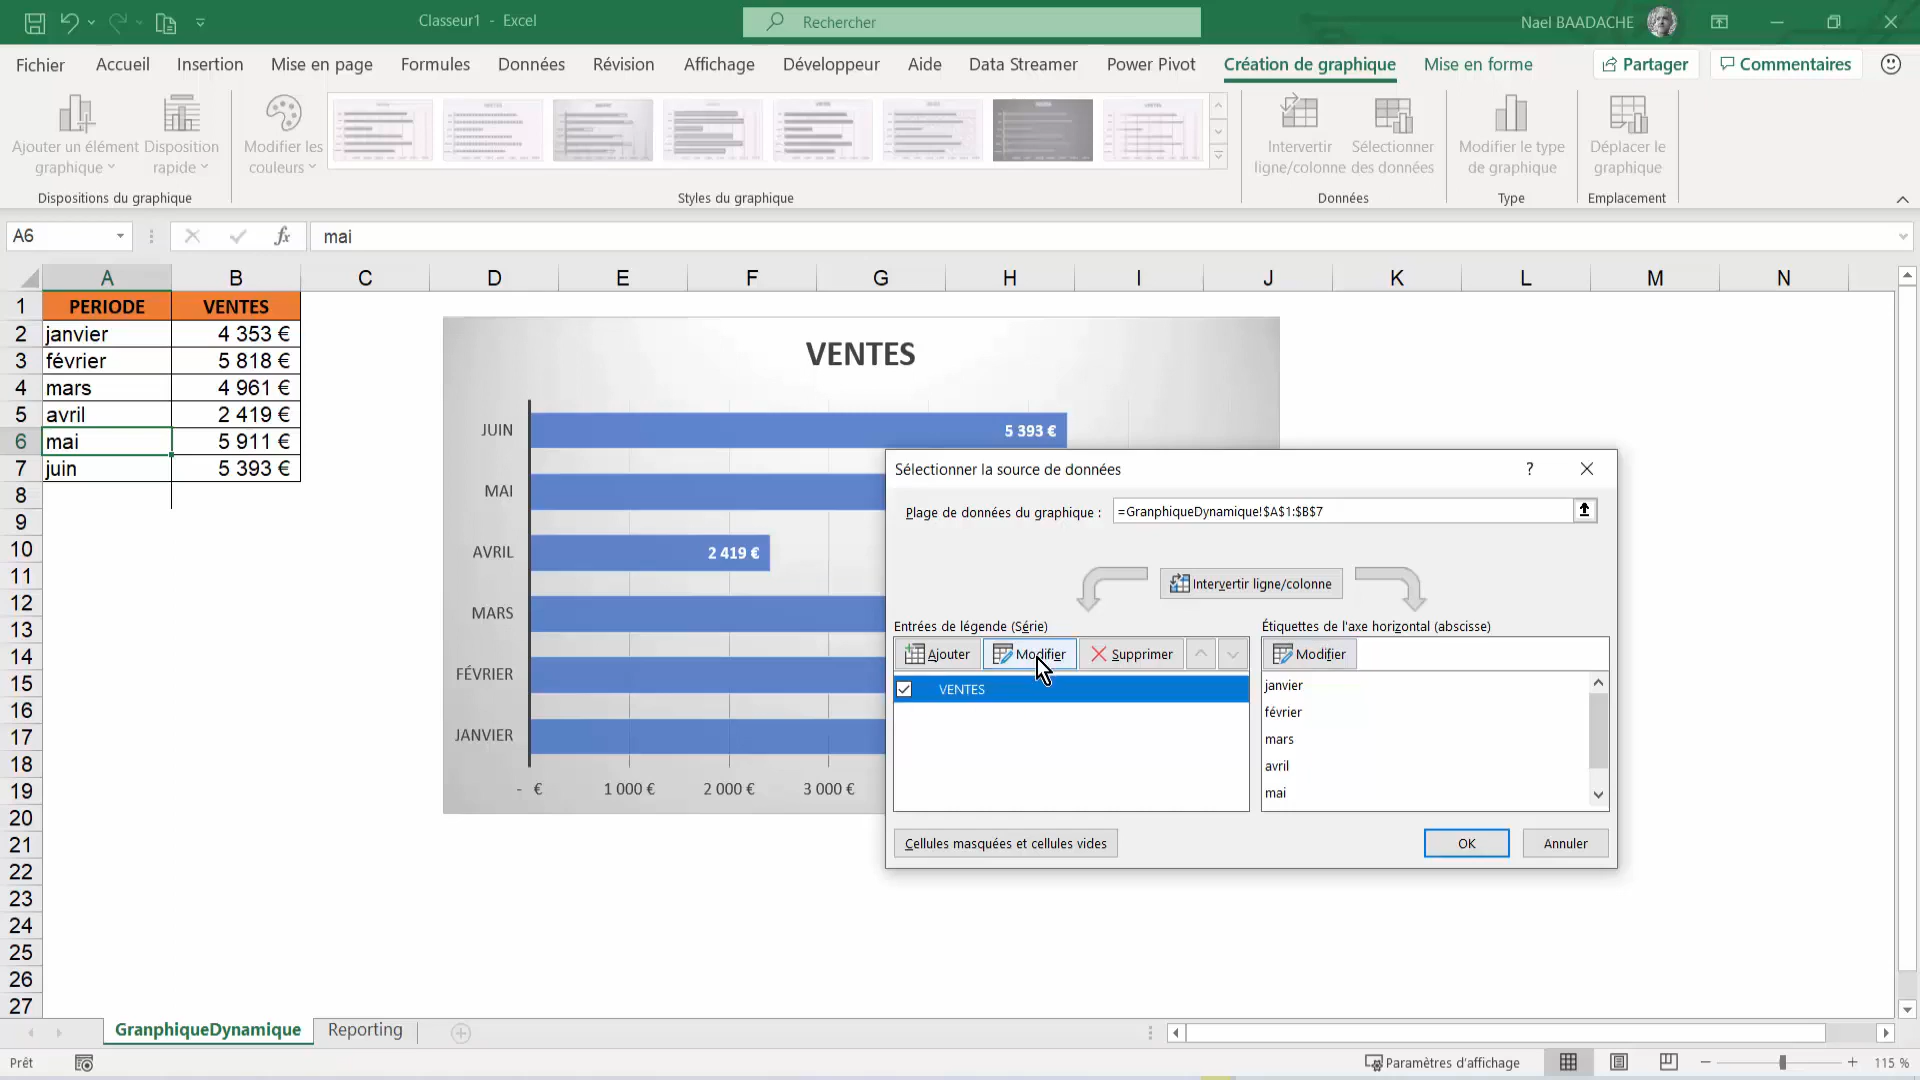 Classeur1 - Excel
Rechercher
Nael BAADACHE
Fichier Accueil Insertion Mise en page Formules Données Révision Affichage Développeur Aide Data Streamer Power Pivot Création de graphique Mise en forme Partager Commentaires
Ajouter un élément graphique
Disposition rapide
Modifier les couleurs
Intervertir ligne/colonne
Sélectionner des données
Modifier le type de graphique
Déplacer le graphique
Dispositions du graphique
Styles du graphique
Données
Type
Emplacement
A6
fx
mai
A B C D E F G H I J K L M N
1 PERIODE VENTES
2 janvier 4 353 €
3 février 5 818 €
4 mars 4 961 €
5 avril 2 419 €
6 mai 5 911 €
7 juin 5 393 €
8
9
10
11
12
13
14
15
16
17
18
19
20
21
22
23
24
25
26
27
VENTES
JUIN 5 393 €
MAI
AVRIL 2 419 €
MARS
FÉVRIER
JANVIER
- € 1 000 € 2 000 € 3 000 €
Sélectionner la source de données
?
Plage de données du graphique :
=GranphiqueDynamique!$A$1:$B$7
Intervertir ligne/colonne
Entrées de légende (Série)
Ajouter Modifier Supprimer
VENTES
Étiquettes de l'axe horizontal (abscisse)
Modifier
janvier
février
mars
avril
mai
Cellules masquées et cellules vides
OK
Annuler
GranphiqueDynamique Reporting
Prêt
Paramètres d'affichage
115 %